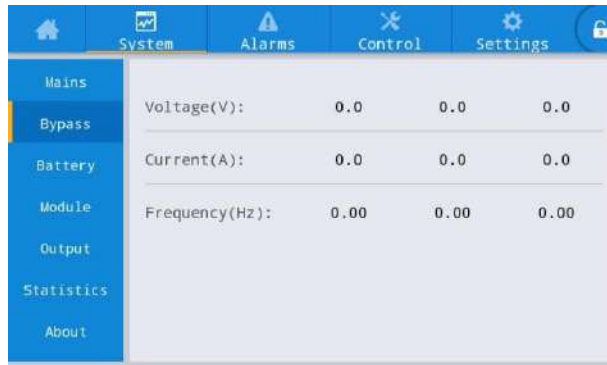 System Alarms Control Settings
Mains
Bypass
Battery
Module
Output
Statistics
About
Voltage(V): 0.0 0.0 0.0
Current(A): 0.0 0.0 0.0
Frequency(Hz): 0.00 0.00 0.00